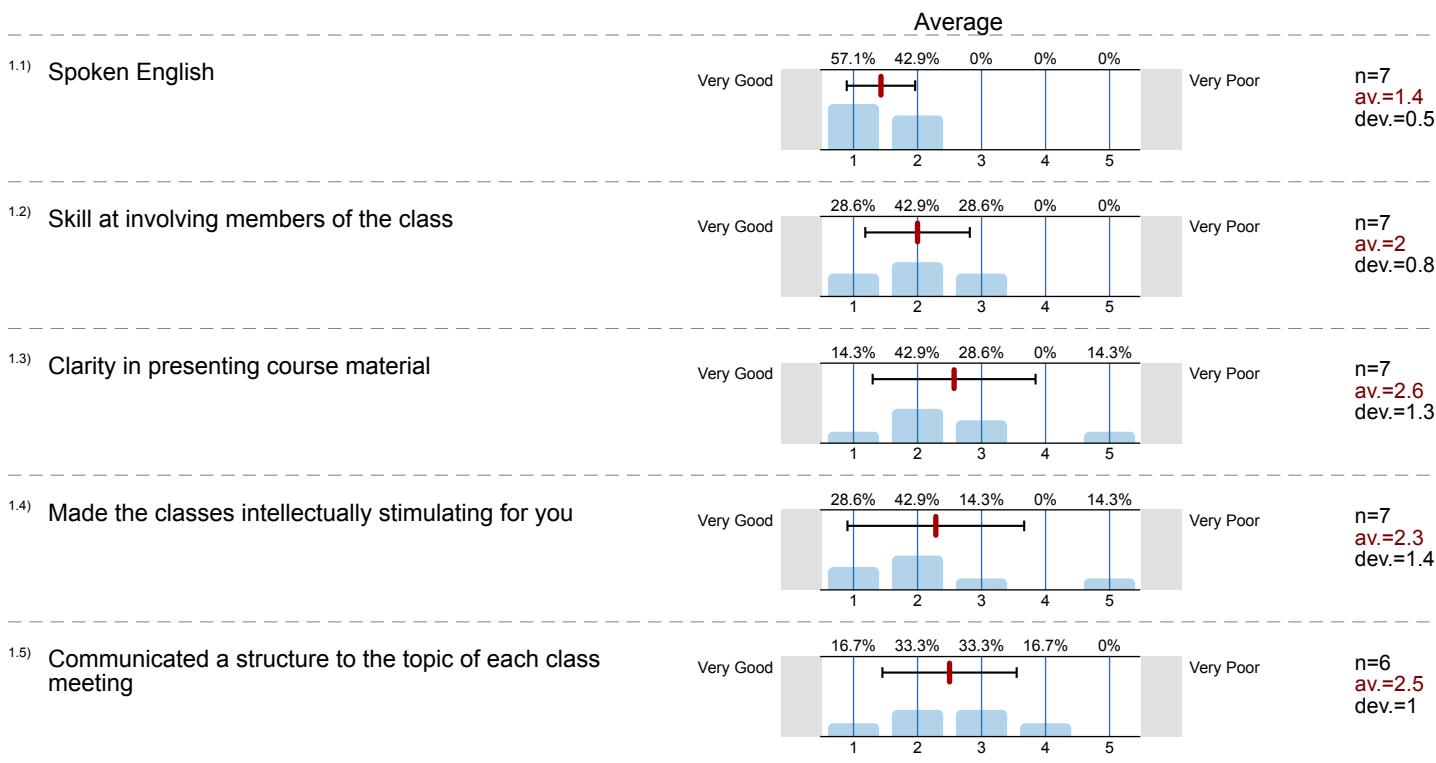 Average
1.1) Spoken English
57.1% 42.9% 0% 0% 0%
Very Good
Very Poor
1 2 3 4 5
n=7
av.=1.4
dev.=0.5
1.2) Skill at involving members of the class
28.6% 42.9% 28.6% 0% 0%
Very Good
Very Poor
1 2 3 4 5
n=7
av.=2
dev.=0.8
1.3) Clarity in presenting course material
14.3% 42.9% 28.6% 0% 14.3%
Very Good
Very Poor
1 2 3 4 5
n=7
av.=2.6
dev.=1.3
1.4) Made the classes intellectually stimulating for you
28.6% 42.9% 14.3% 0% 14.3%
Very Good
Very Poor
1 2 3 4 5
n=7
av.=2.3
dev.=1.4
1.5) Communicated a structure to the topic of each class
meeting
16.7% 33.3% 33.3% 16.7% 0%
Very Good
Very Poor
1 2 3 4 5
n=6
av.=2.5
dev.=1